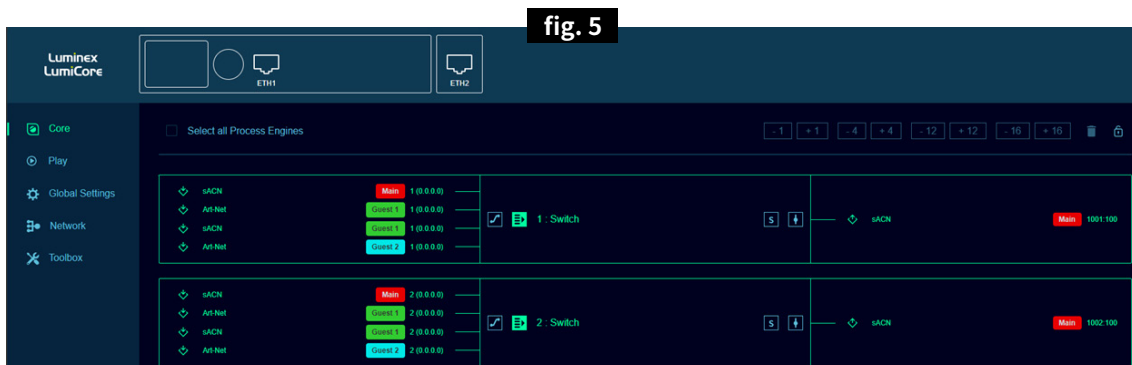 fig. 5
Luminex
LumiCore
ETH1
ETH2
Core
Play
Global Settings
Network
Toolbox
Select all Process Engines
- 1 + 1 - 4 + 4 - 12 + 12 - 16 + 16
sACN Main 1 (0.0.0.0)
Art-Net Guest 1 1 (0.0.0.0)
sACN Guest 1 1 (0.0.0.0)
Art-Net Guest 2 1 (0.0.0.0)
1 : Switch
S
sACN Main 1001:100
sACN Main 2 (0.0.0.0)
Art-Net Guest 1 2 (0.0.0.0)
sACN Guest 1 2 (0.0.0.0)
Art-Net Guest 2 2 (0.0.0.0)
2 : Switch
S
sACN Main 1002:100